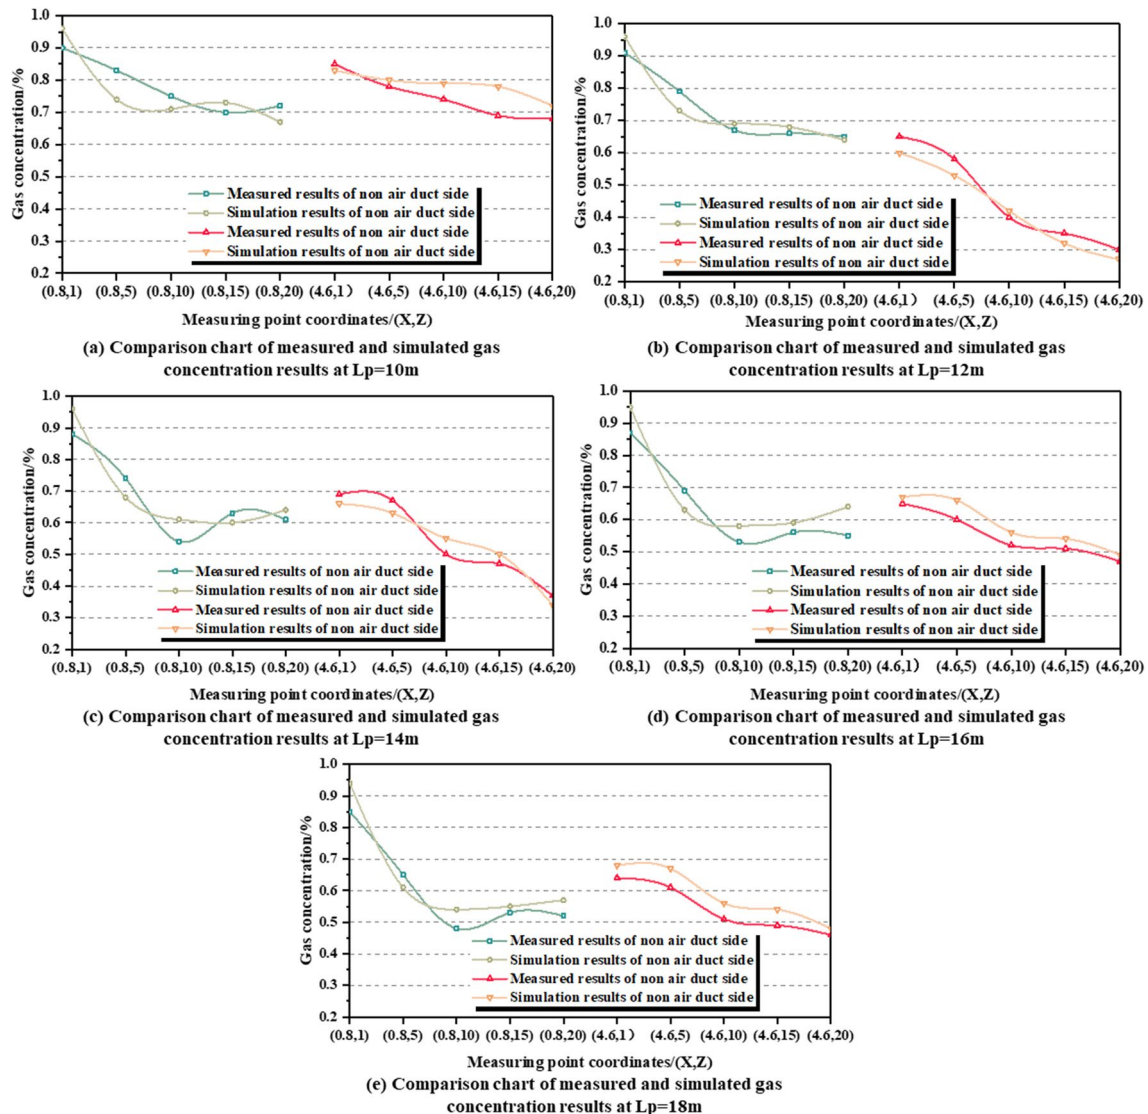 1.0
0.9
0.8
0.7
0.6
0.5
0.4
0.3
0.2
Gas concentration/%
Measured results of non air duct side
Simulation results of non air duct side
Measured results of non air duct side
Simulation results of non air duct side
(0.8,1) (0.8,5) (0.8,10) (0.8,15) (0.8,20) (4.6,1) (4.6,5) (4.6,10) (4.6,15) (4.6,20)
Measuring point coordinates/(X,Z)
(a) Comparison chart of measured and simulated gas
concentration results at Lp=10m
1.0
0.9
0.8
0.7
0.6
0.5
0.4
0.3
0.2
Gas concentration/%
Measured results of non air duct side
Simulation results of non air duct side
Measured results of non air duct side
Simulation results of non air duct side
(0.8,1) (0.8,5) (0.8,10) (0.8,15) (0.8,20) (4.6,1) (4.6,5) (4.6,10) (4.6,15) (4.6,20)
Measuring point coordinates/(X,Z)
(b) Comparison chart of measured and simulated gas
concentration results at Lp=12m
1.0
0.9
0.8
0.7
0.6
0.5
0.4
0.3
0.2
Gas concentration/%
Measured results of non air duct side
Simulation results of non air duct side
Measured results of non air duct side
Simulation results of non air duct side
(0.8,1) (0.8,5) (0.8,10) (0.8,15) (0.8,20) (4.6,1) (4.6,5) (4.6,10) (4.6,15) (4.6,20)
Measuring point coordinates/(X,Z)
(c) Comparison chart of measured and simulated gas
concentration results at Lp=14m
1.0
0.9
0.8
0.7
0.6
0.5
0.4
0.3
0.2
Gas concentration/%
Measured results of non air duct side
Simulation results of non air duct side
Measured results of non air duct side
Simulation results of non air duct side
(0.8,1) (0.8,5) (0.8,10) (0.8,15) (0.8,20) (4.6,1) (4.6,5) (4.6,10) (4.6,15) (4.6,20)
Measuring point coordinates/(X,Z)
(d) Comparison chart of measured and simulated gas
concentration results at Lp=16m
1.0
0.9
0.8
0.7
0.6
0.5
0.4
0.3
0.2
Gas concentration/%
Measured results of non air duct side
Simulation results of non air duct side
Measured results of non air duct side
Simulation results of non air duct side
(0.8,1) (0.8,5) (0.8,10) (0.8,15) (0.8,20) (4.6,1) (4.6,5) (4.6,10) (4.6,15) (4.6,20)
Measuring point coordinates/(X,Z)
(e) Comparison chart of measured and simulated gas
concentration results at Lp=18m